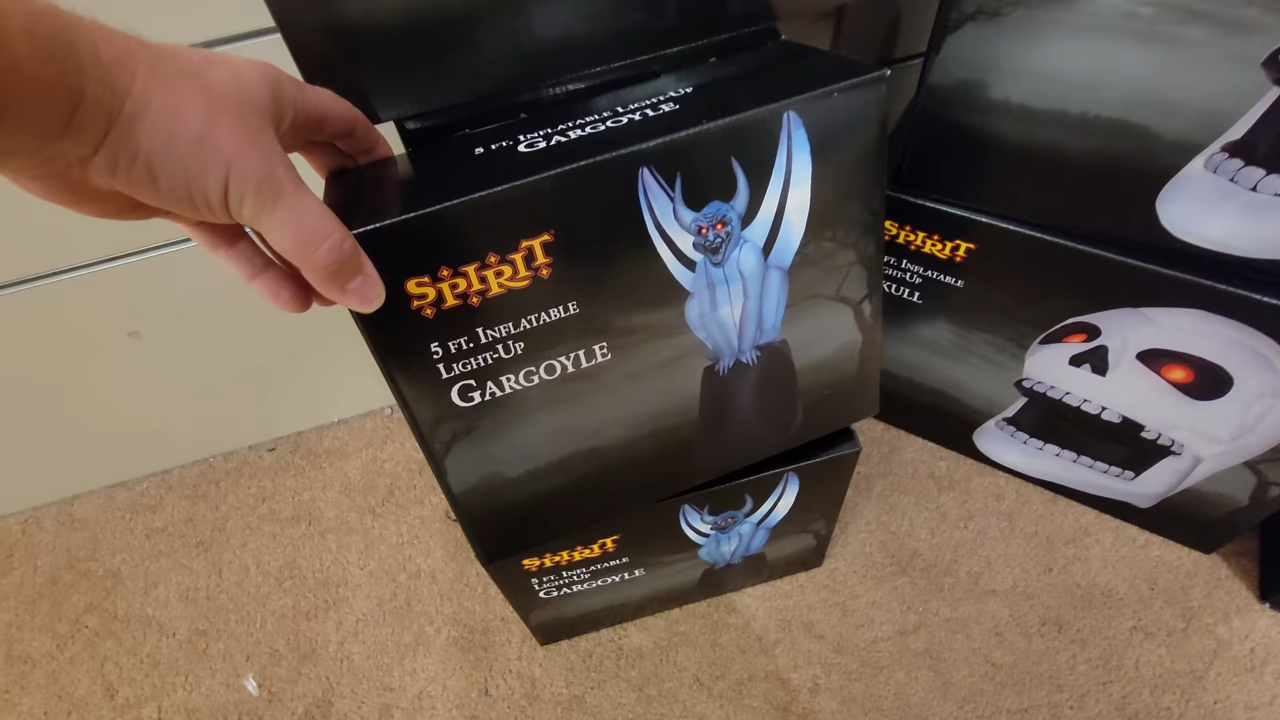 5 FT. INFLATABLE LIGHT-UP
GARGOYLE
SPIRIT
5 FT. INFLATABLE
LIGHT-UP
GARGOYLE
SPIRIT
5 FT. INFLATABLE
LIGHT-UP
GARGOYLE
SPIRIT
FT. INFLATABLE
GHT-UP
KULL